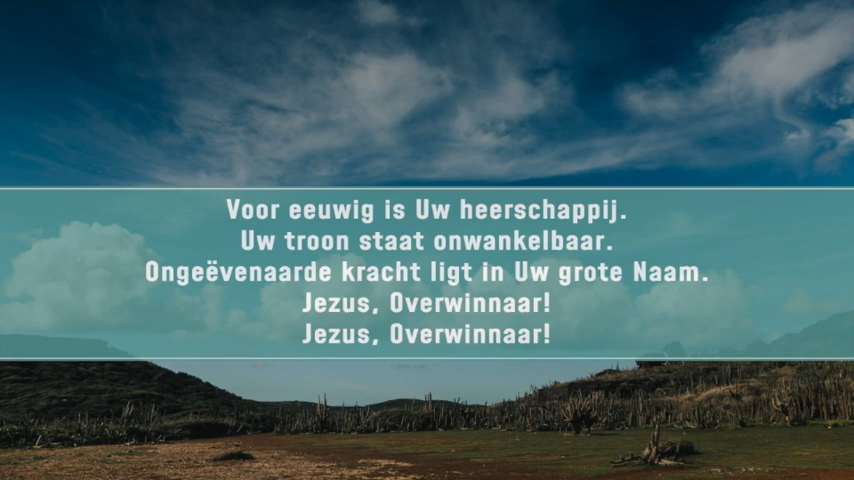 Voor eeuwig is Uw heerschappij.
Uw troon staat onwankelbaar.
Ongeëvenaarde kracht ligt in Uw grote Naam.
Jezus, Overwinnaar!
Jezus, Overwinnaar!